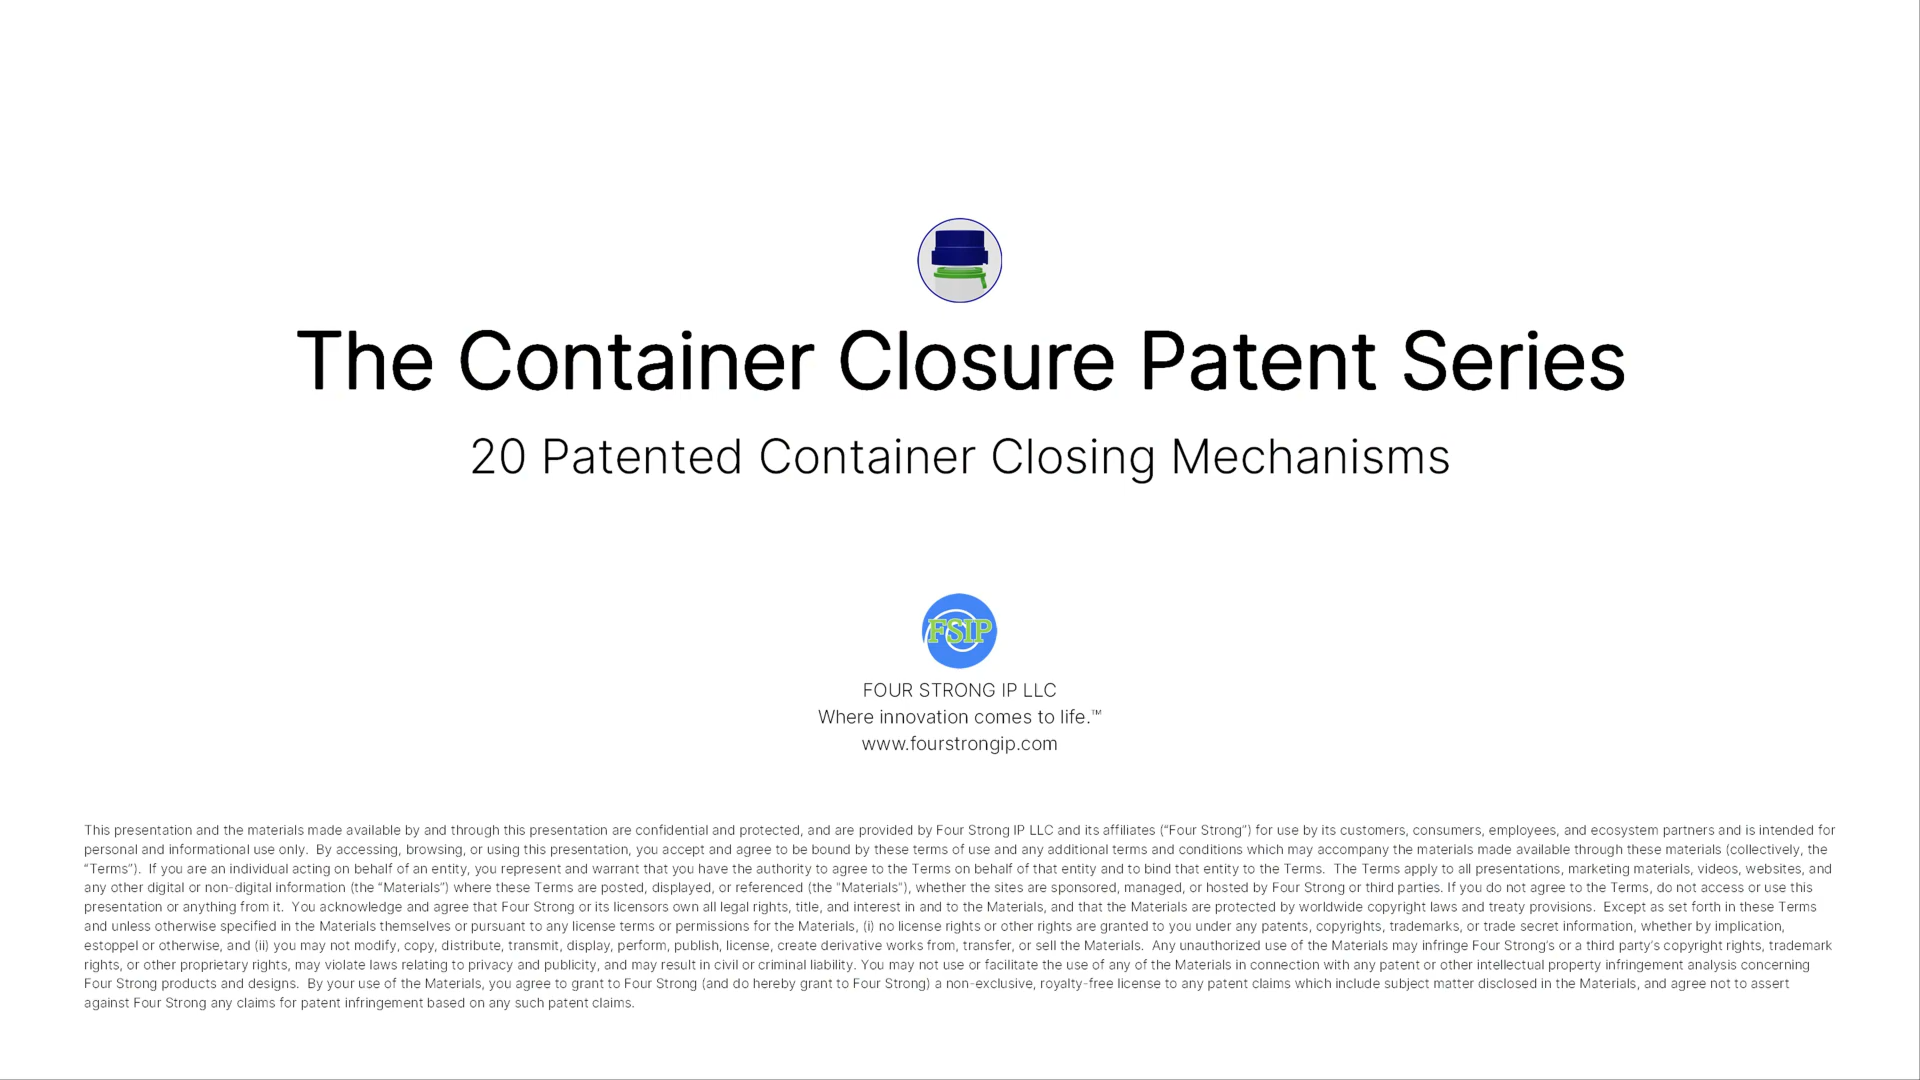 The Container Closure Patent Series
20 Patented Container Closing Mechanisms
FSIP
FOUR STRONG IP LLC
Where innovation comes to life.™
www.fourstrongip.com
This presentation and the materials made available by and through this presentation are confidential and protected, and are provided by Four Strong IP LLC and its affiliates (“Four Strong”) for use by its customers, consumers, employees, and ecosystem partners and is intended for
personal and informational use only.  By accessing, browsing, or using this presentation, you accept and agree to be bound by these terms of use and any additional terms and conditions which may accompany the materials made available through these materials (collectively, the
“Terms”).  If you are an individual acting on behalf of an entity, you represent and warrant that you have the authority to agree to the Terms on behalf of that entity and to bind that entity to the Terms.  The Terms apply to all presentations, marketing materials, videos, websites, and
any other digital or non-digital information (the “Materials”) where these Terms are posted, displayed, or referenced (the “Materials”), whether the sites are sponsored, managed, or hosted by Four Strong or third parties. If you do not agree to the Terms, do not access or use this
presentation or anything from it.  You acknowledge and agree that Four Strong or its licensors own all legal rights, title, and interest in and to the Materials, and that the Materials are protected by worldwide copyright laws and treaty provisions.  Except as set forth in these Terms
and unless otherwise specified in the Materials themselves or pursuant to any license terms or permissions for the Materials, (i) no license rights or other rights are granted to you under any patents, copyrights, trademarks, or trade secret information, whether by implication,
estoppel or otherwise, and (ii) you may not modify, copy, distribute, transmit, display, perform, publish, license, create derivative works from, transfer, or sell the Materials.  Any unauthorized use of the Materials may infringe Four Strong’s or a third party’s copyright rights, trademark
rights, or other proprietary rights, may violate laws relating to privacy and publicity, and may result in civil or criminal liability. You may not use or facilitate the use of any of the Materials in connection with any patent or other intellectual property infringement analysis concerning
Four Strong products and designs.  By your use of the Materials, you agree to grant to Four Strong (and do hereby grant to Four Strong) a non-exclusive, royalty-free license to any patent claims which include subject matter disclosed in the Materials, and agree not to assert
against Four Strong any claims for patent infringement based on any such patent claims.